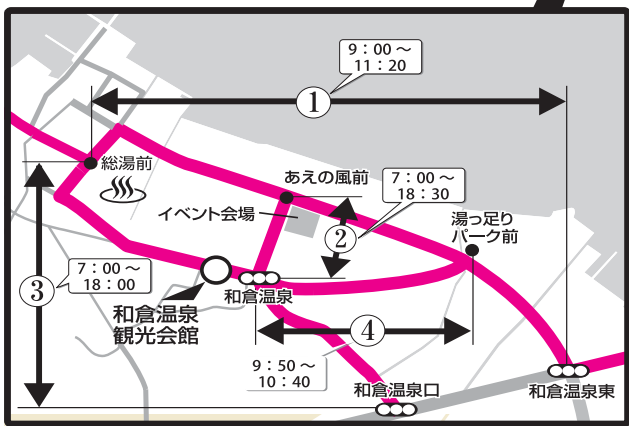 9：00～
11：20
①
総湯前
あえの風前
7：00～
18：30
イベント会場
②
湯っ足り
パーク前
③
7：00～
18：00
和倉温泉
和倉温泉
観光会館
④
9：50～
10：40
和倉温泉口
和倉温泉東